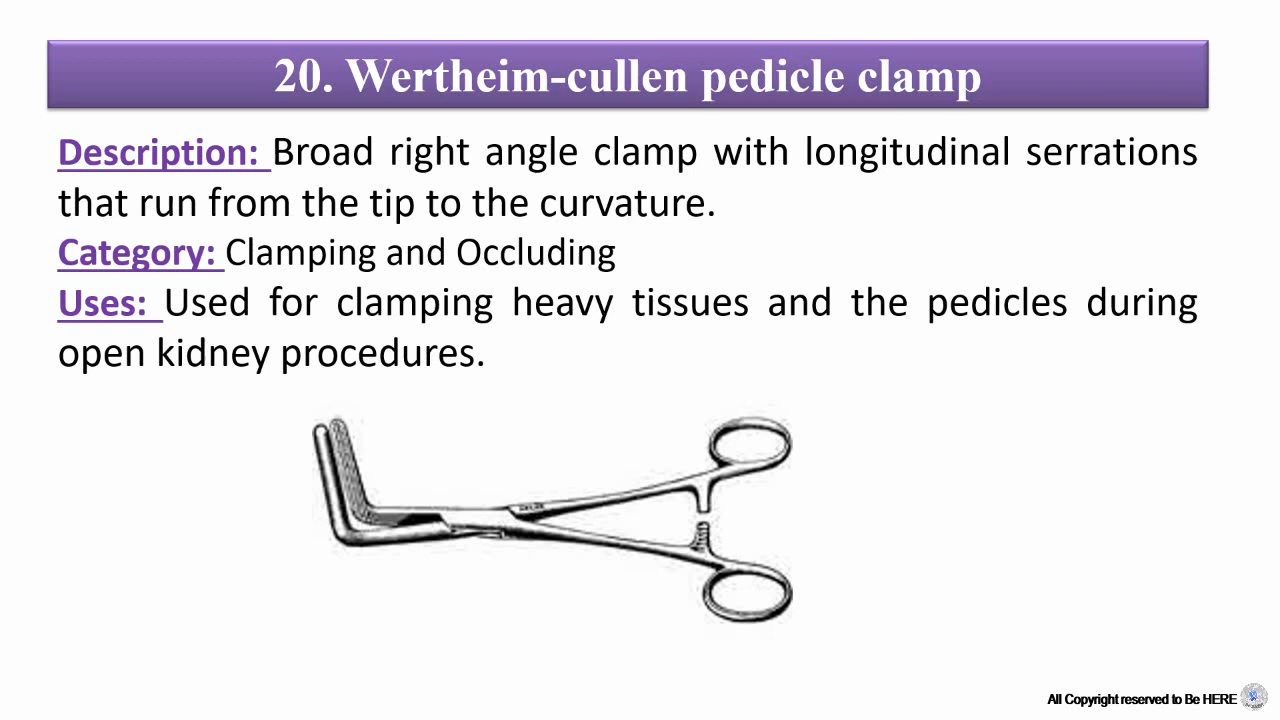 20. Wertheim-cullen pedicle clamp
Description: Broad right angle clamp with longitudinal serrations
that run from the tip to the curvature.
Category: Clamping and Occluding
Uses: Used for clamping heavy tissues and the pedicles during
open kidney procedures.
All Copyright reserved to Be HERE